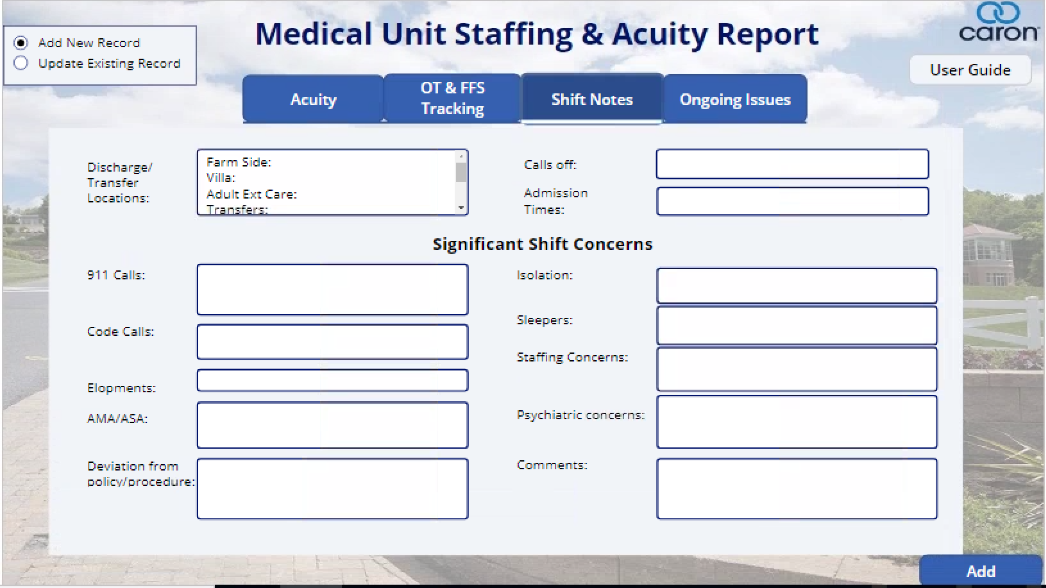 Medical Unit Staffing & Acuity Report
caron
Add New Record
Update Existing Record
User Guide
Acuity
OT & FFS
Tracking
Shift Notes
Ongoing Issues
Discharge/
Transfer
Locations:
Farm Side:
Villa:
Adult Ext Care:
Transfers:
Calls off:
Admission
Times:
Significant Shift Concerns
911 Calls:
Isolation:
Code Calls:
Sleepers:
Staffing Concerns:
Elopments:
AMA/ASA:
Psychiatric concerns:
Deviation from
policy/procedure:
Comments:
Add